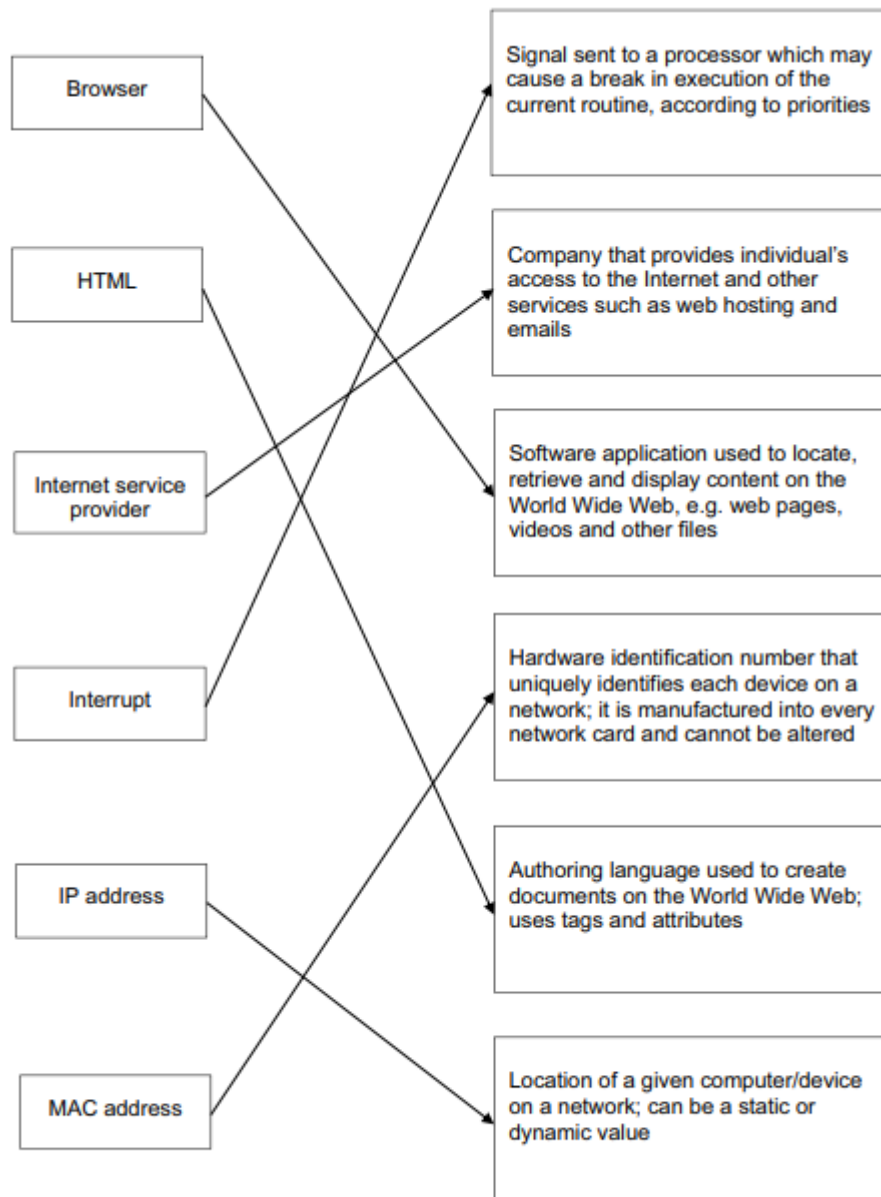 Browser
HTML
Internet service
provider
Interrupt
IP address
MAC address
Signal sent to a processor which may
cause a break in execution of the
current routine, according to priorities
Company that provides individual's
access to the Internet and other
services such as web hosting and
emails
Software application used to locate,
retrieve and display content on the
World Wide Web, e.g. web pages,
videos and other files
Hardware identification number that
uniquely identifies each device on a
network; it is manufactured into every
network card and cannot be altered
Authoring language used to create
documents on the World Wide Web;
uses tags and attributes
Location of a given computer/device
on a network; can be a static or
dynamic value